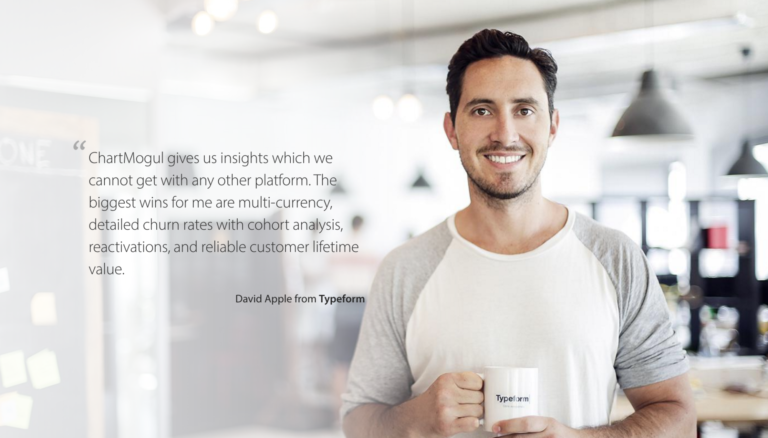 “ ChartMogul gives us insights which we
cannot get with any other platform. The
biggest wins for me are multi-currency,
detailed churn rates with cohort analysis,
reactivations, and reliable customer lifetime
value.
David Apple from Typeform
Typeform